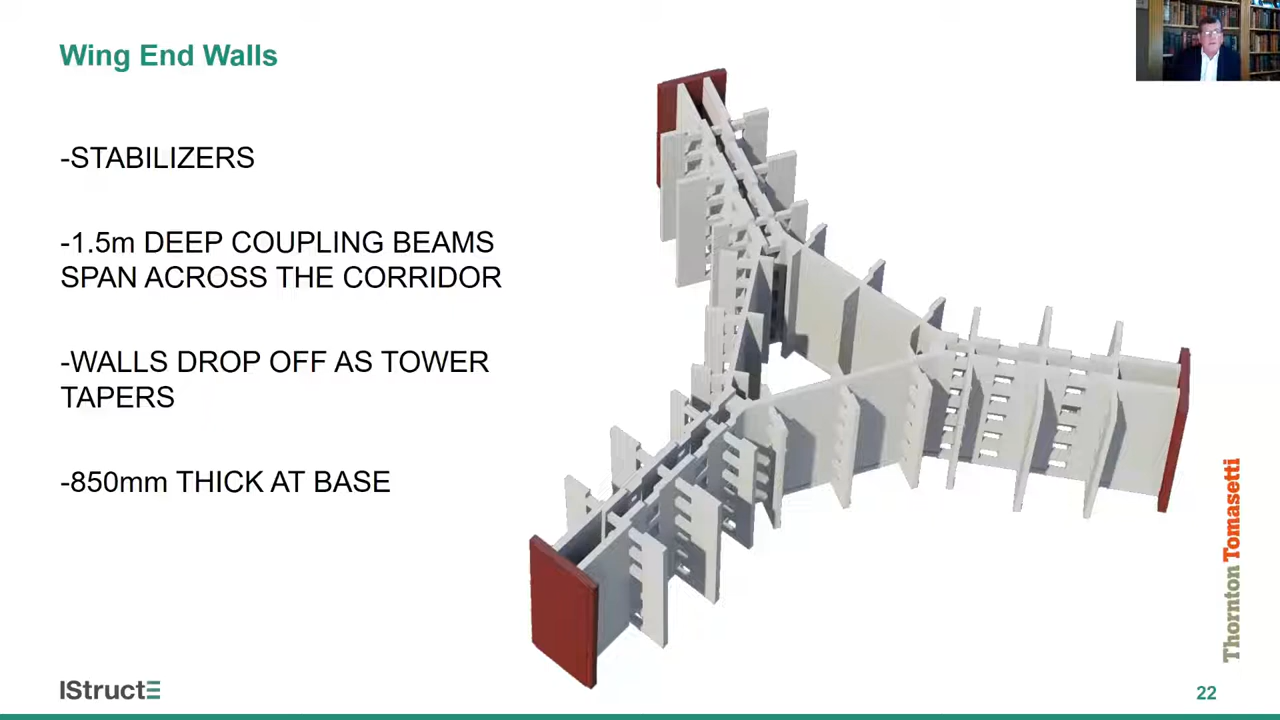 Wing End Walls
-STABILIZERS
-1.5m DEEP COUPLING BEAMS
SPAN ACROSS THE CORRIDOR
-WALLS DROP OFF AS TOWER
TAPERS
-850mm THICK AT BASE
Thornton Tomasetti
IStructE
22